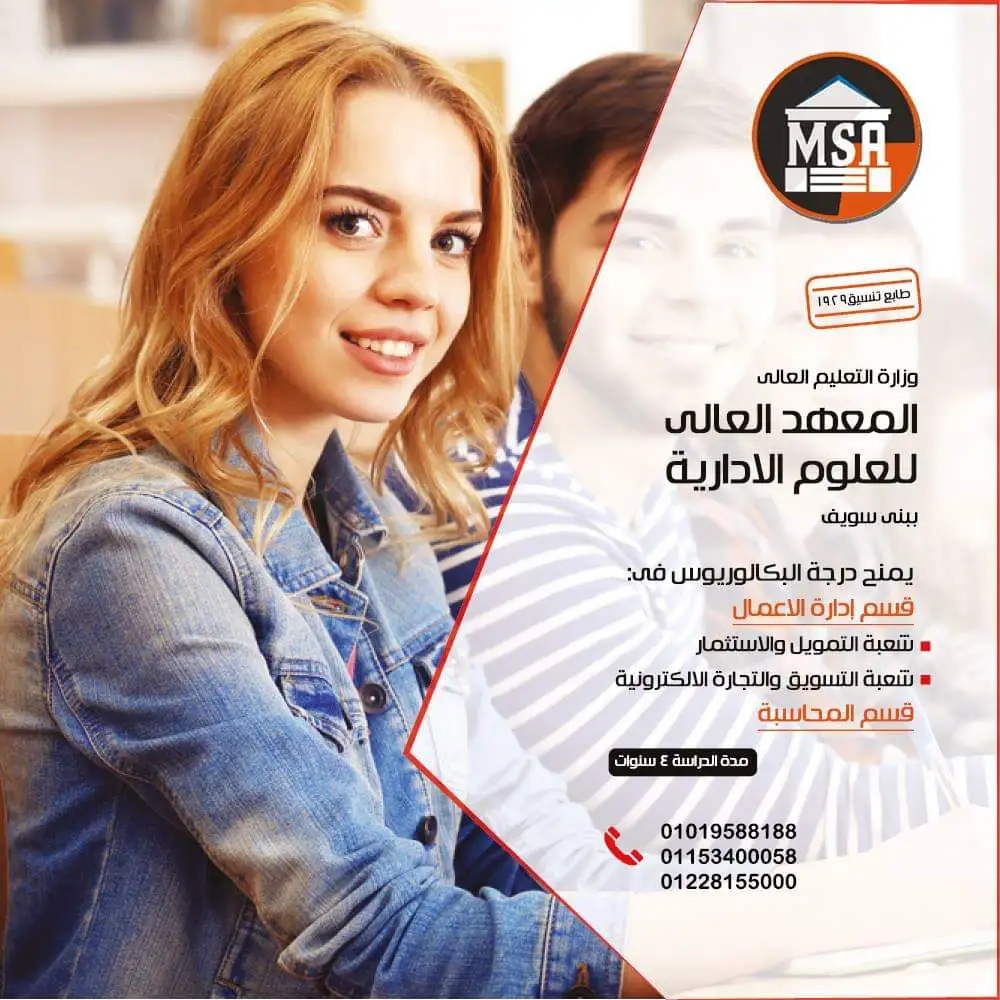 MSA
طابع تنسيق ١٩٢٩
وزارة التعليم العالى
المعهد العالى
للعلوم الادارية
ببنى سويف
يمنح درجة البكالوريوس فى:
قسم إدارة الاعمال
شعبة التمويل والاستثمار
شعبة التسويق والتجارة الالكترونية
قسم المحاسبة
مدة الدراسة ٤ سنوات
01019588188
01153400058
01228155000